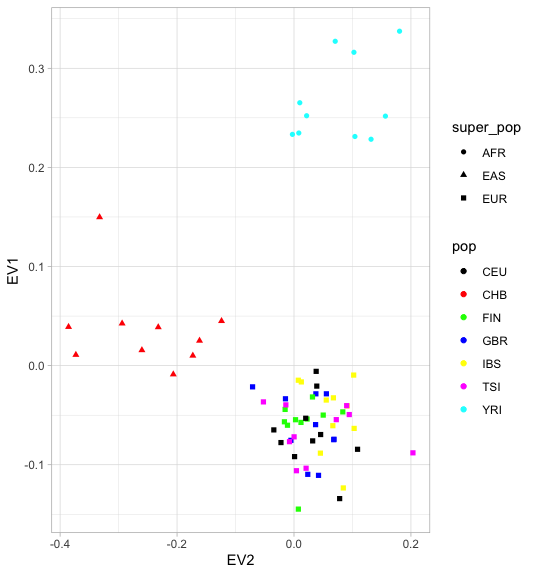 EV1
0.3
0.2
0.1
0.0
-0.1
-0.4
-0.2
0.0
0.2
EV2
super_pop
AFR
EAS
EUR
pop
CEU
CHB
FIN
GBR
IBS
TSI
YRI